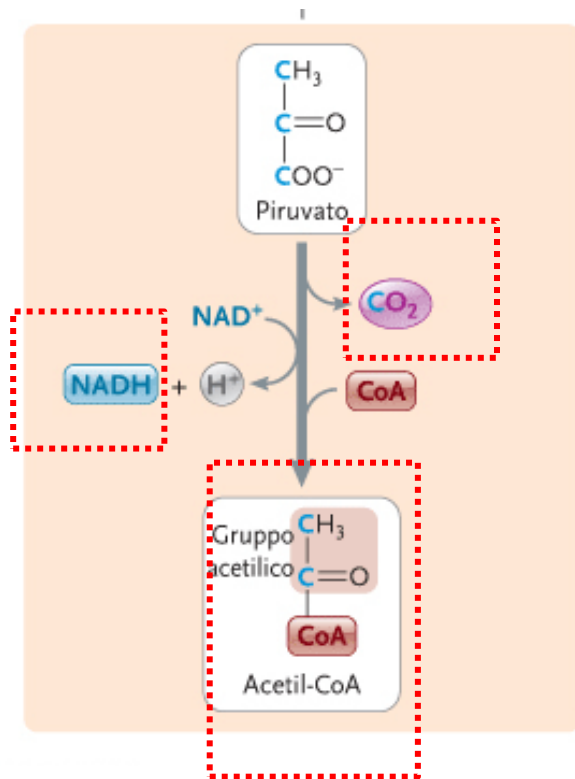 CH₃
C=O
COO⁻
Piruvato
CO₂
NAD⁺
NADH + H⁺
CoA
Gruppo
acetilico
CH₃
C=O
CoA
Acetil-CoA